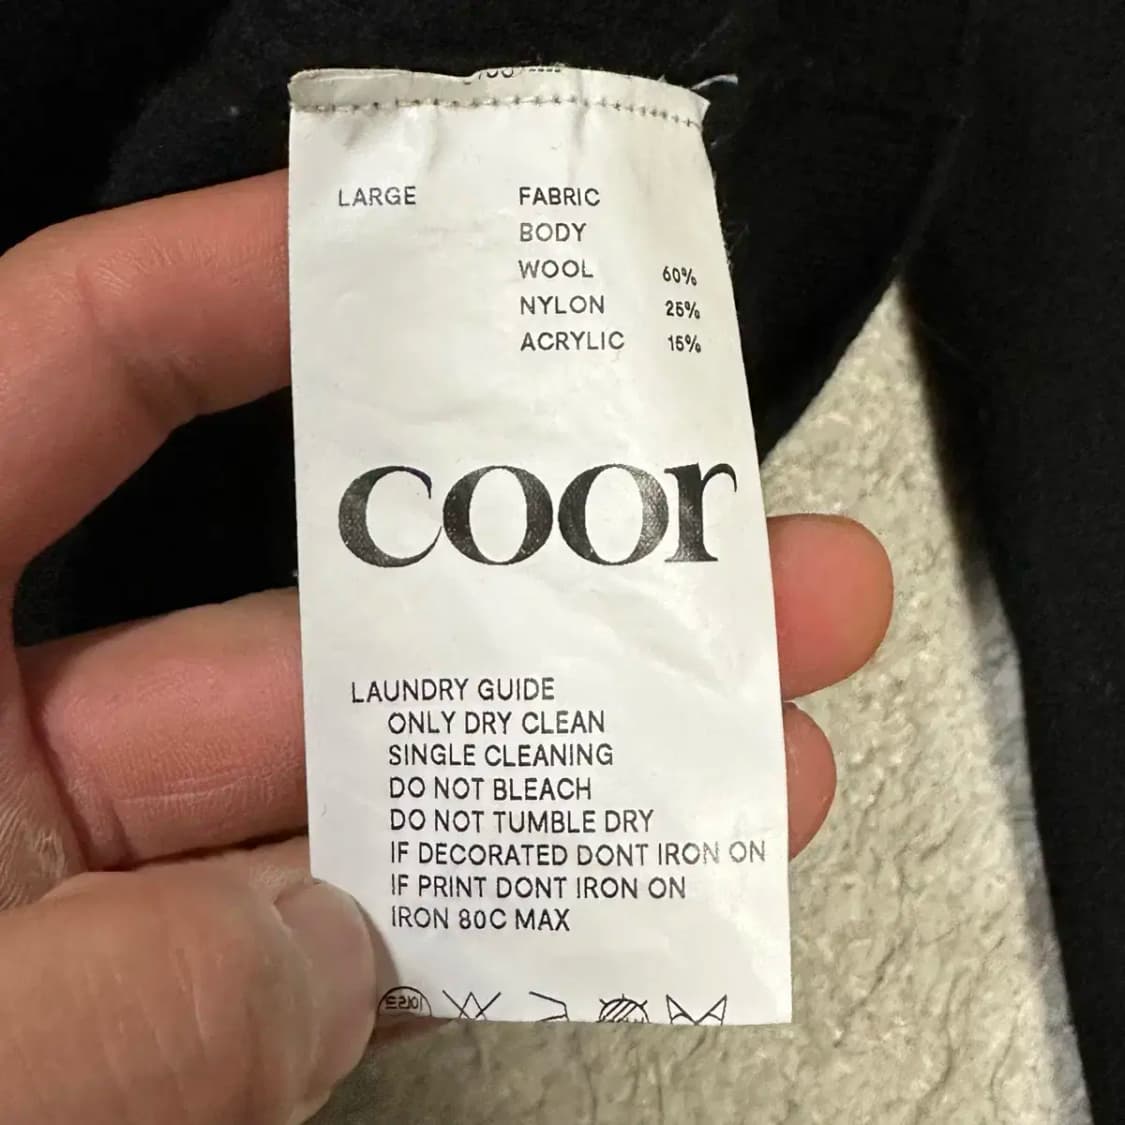 LARGE
FABRIC
BODY
WOOL 60%
NYLON 25%
ACRYLIC 15%
coor
LAUNDRY GUIDE
ONLY DRY CLEAN
SINGLE CLEANING
DO NOT BLEACH
DO NOT TUMBLE DRY
IF DECORATED DONT IRON ON
IF PRINT DONT IRON ON
IRON 80C MAX